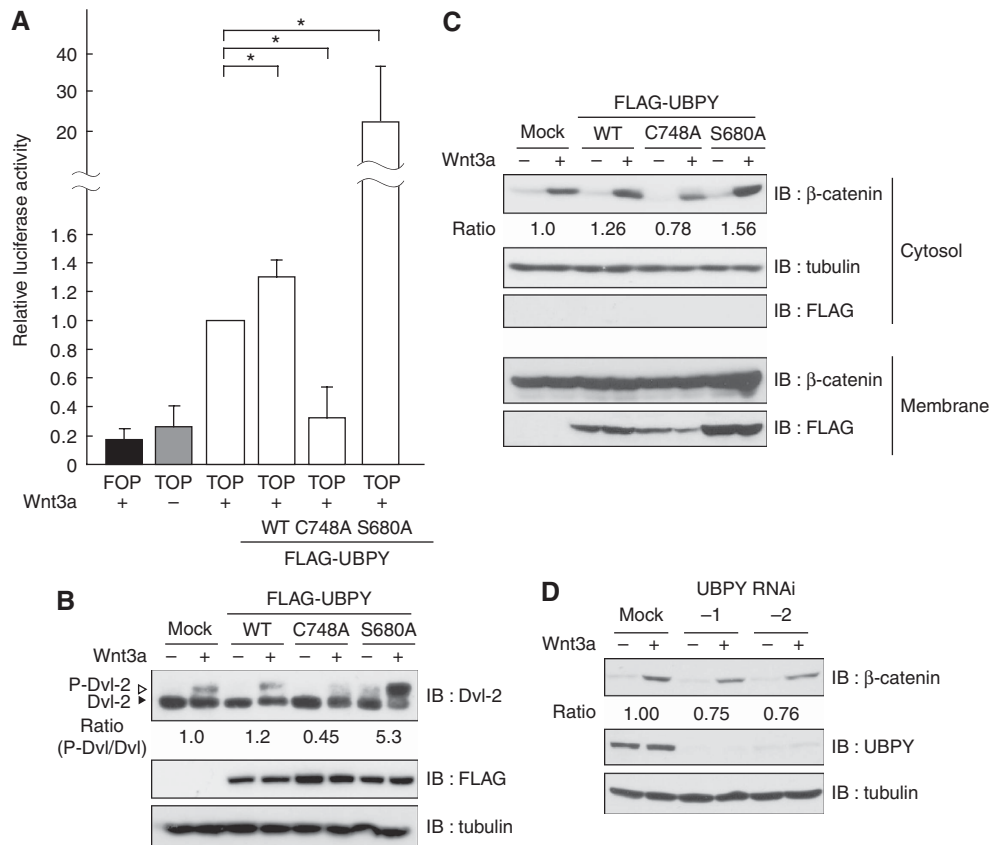 A
Relative luciferase activity
40
30
20
1.6
1.4
1.2
1.0
0.8
0.6
0.4
0.2
0
* 
* 
*
FOP TOP TOP TOP TOP TOP
Wnt3a + – + + + +
WT C748A S680A
FLAG-UBPY
B
FLAG-UBPY
Mock WT C748A S680A
Wnt3a – + – + – + – +
P-Dvl-2
Dvl-2
IB : Dvl-2
Ratio
(P-Dvl/Dvl)
1.0 1.2 0.45 5.3
IB : FLAG
IB : tubulin
C
FLAG-UBPY
Mock WT C748A S680A
Wnt3a – + – + – + – +
IB : β-catenin
Ratio 1.0 1.26 0.78 1.56
IB : tubulin
IB : FLAG
Cytosol
IB : β-catenin
IB : FLAG
Membrane
D
UBPY RNAi
Mock –1 –2
Wnt3a – + – + – +
IB : β-catenin
Ratio 1.00 0.75 0.76
IB : UBPY
IB : tubulin